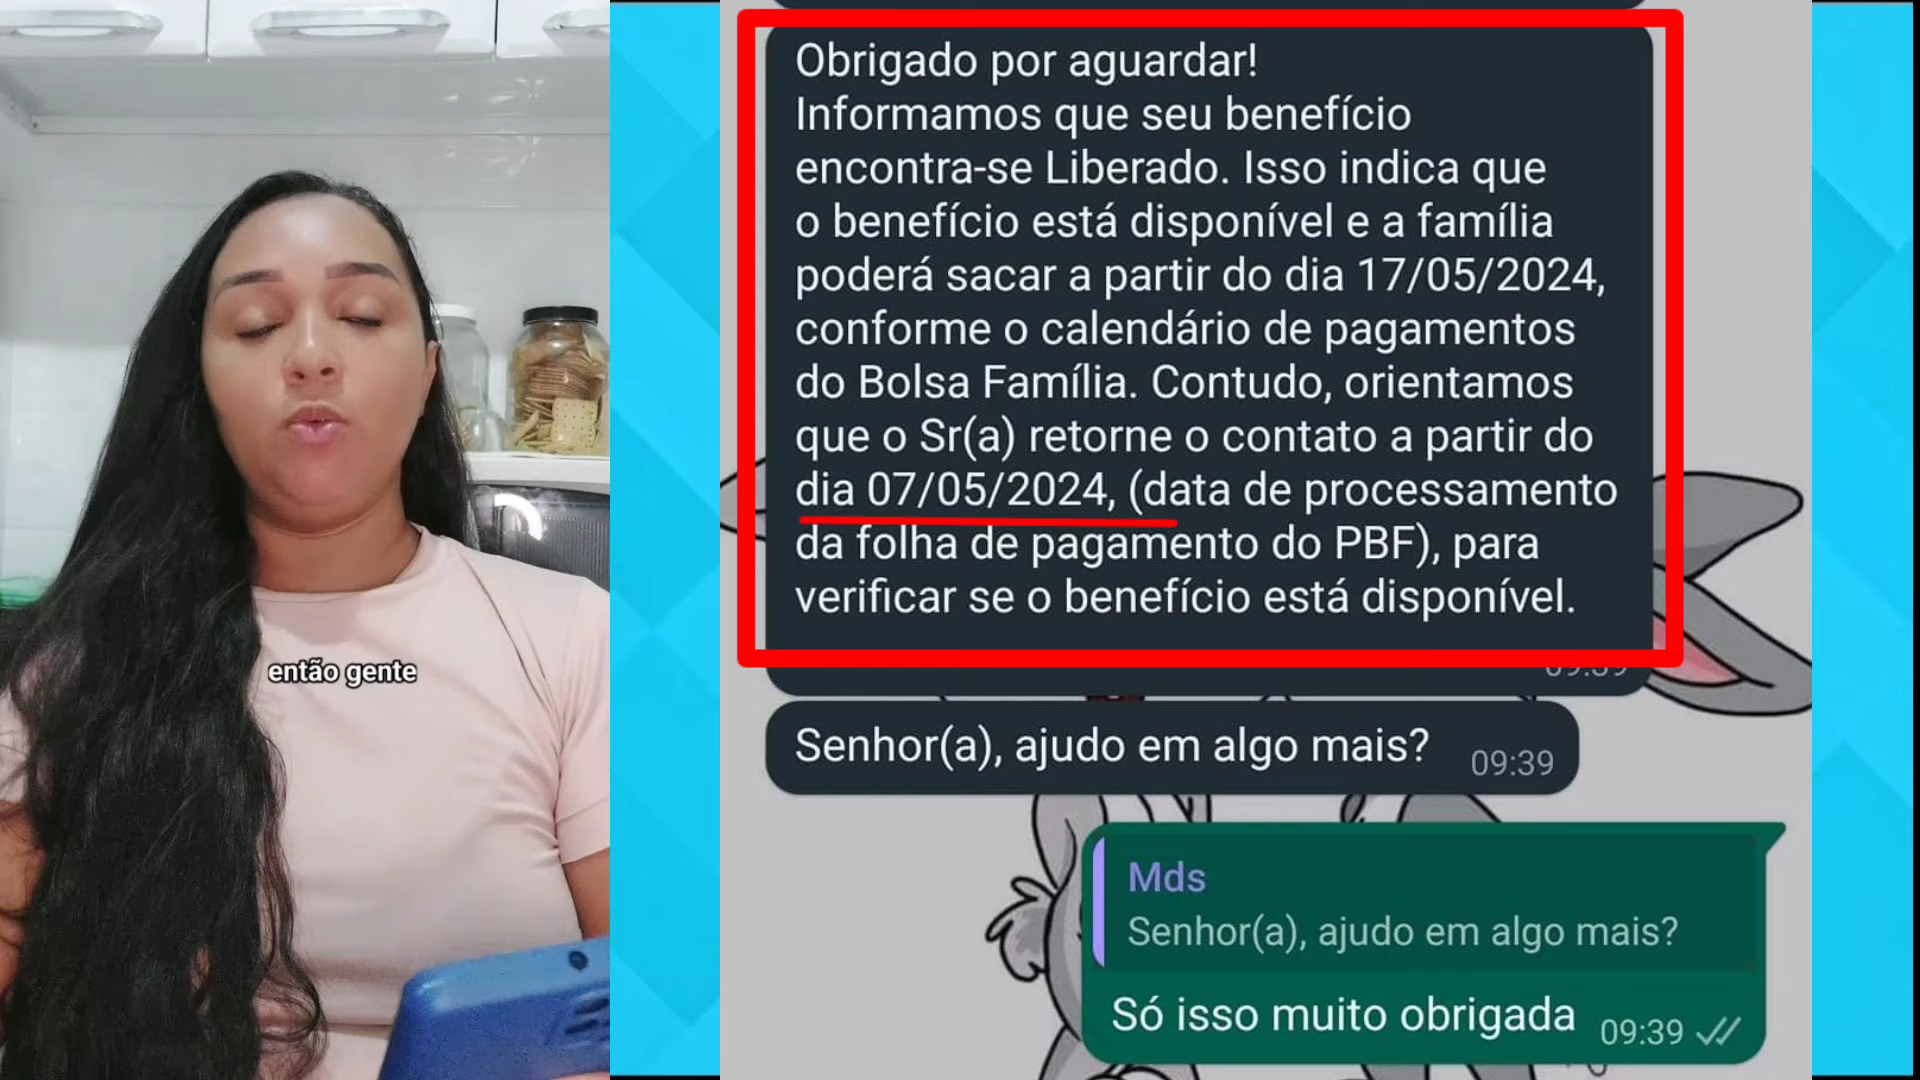 então gente
Obrigado por aguardar!
Informamos que seu benefício
encontra-se Liberado. Isso indica que
o benefício está disponível e a família
poderá sacar a partir do dia 17/05/2024,
conforme o calendário de pagamentos
do Bolsa Família. Contudo, orientamos
que o Sr(a) retorne o contato a partir do
dia 07/05/2024, (data de processamento
da folha de pagamento do PBF), para
verificar se o benefício está disponível.
09:39
Senhor(a), ajudo em algo mais? 09:39
Mds
Senhor(a), ajudo em algo mais?
Só isso muito obrigada 09:39